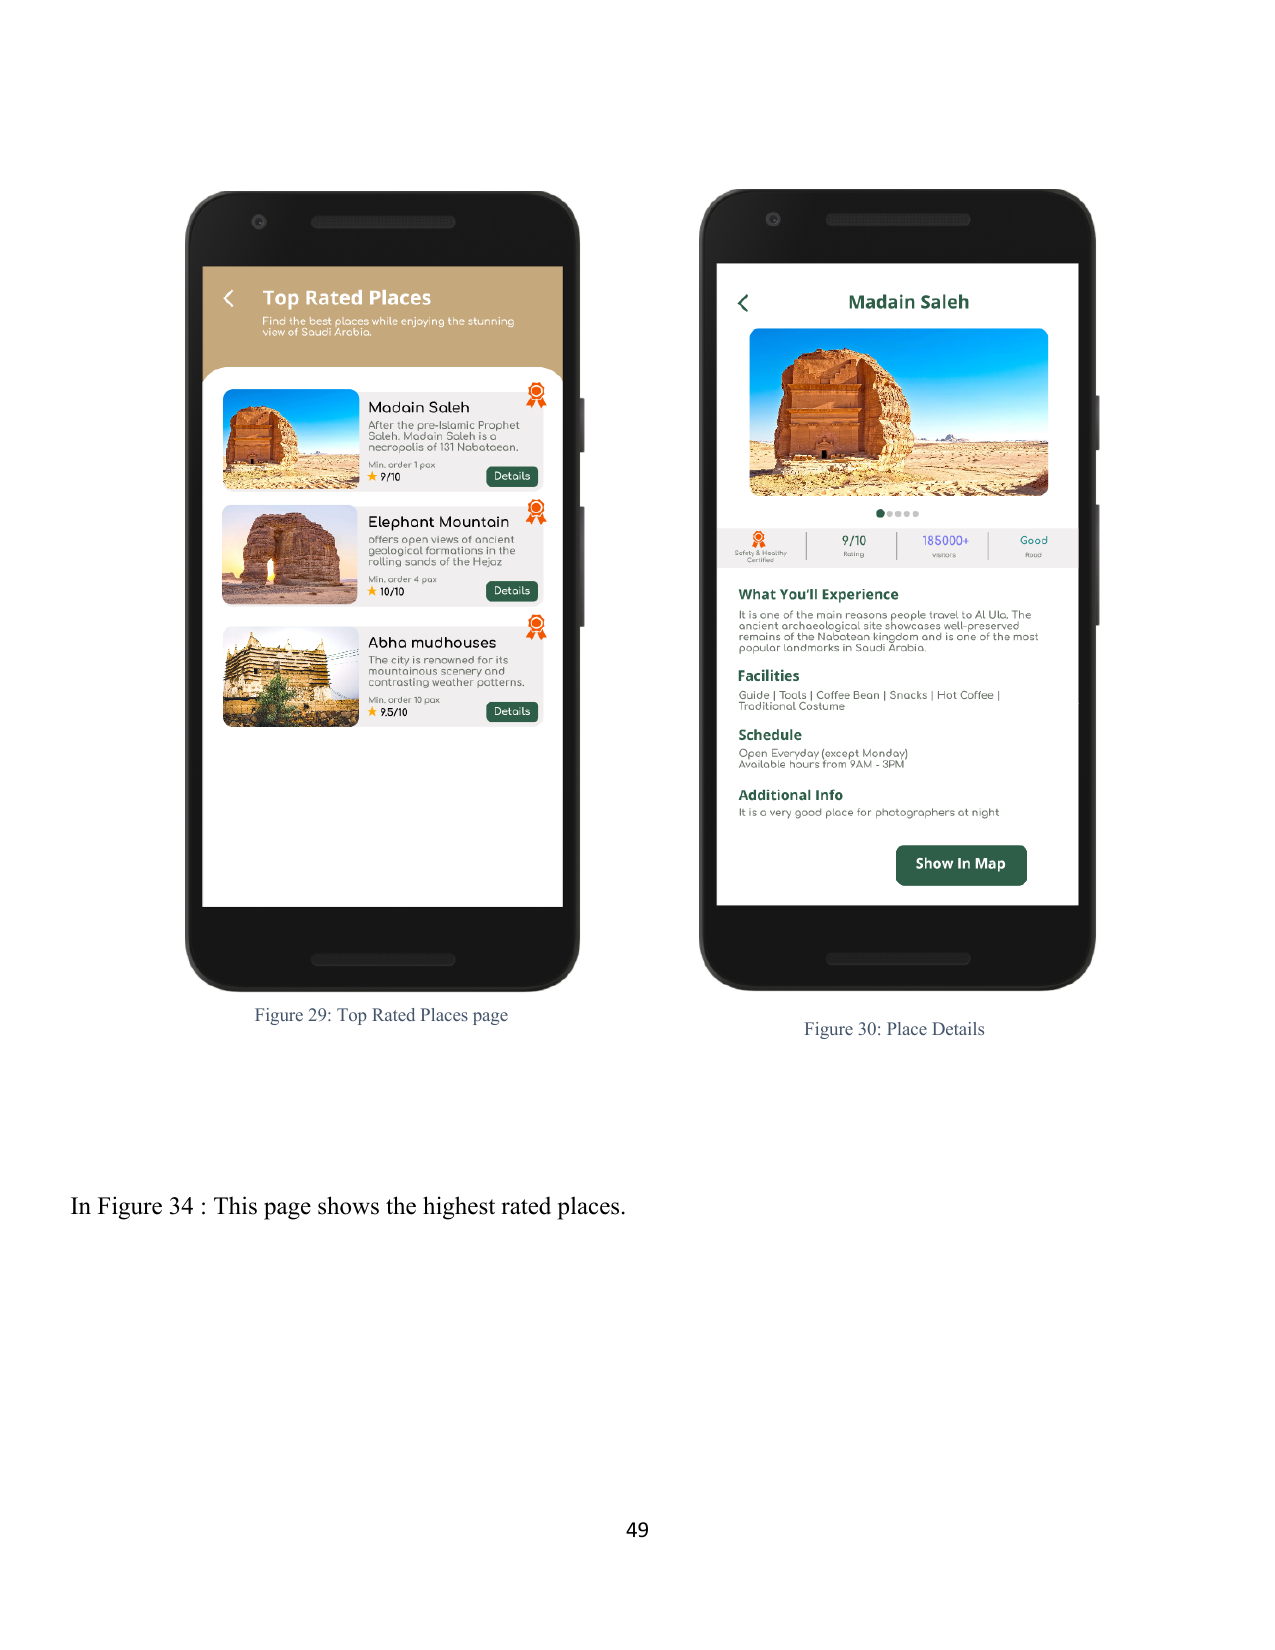 Top Rated Places
Find the best places while enjoying the stunning
view of Saudi Arabia.
Madain Saleh
After the pre-Islamic Prophet
Saleh, Madain Saleh is a
necropolis of 131 Nabataean.
Min. order 1 pax
9/10
Details
Elephant Mountain
offers open views of ancient
geological formations in the
rolling sands of the Hejaz
Min. order 4 pax
10/10
Details
Abha mudhouses
The city is renowned for its
mountainous scenery and
contrasting weather patterns.
Min. order 10 pax
9.5/10
Details
Figure 29: Top Rated Places page
Madain Saleh
Safety & Healthy
Certified
9/10
Rating
185000+
visitors
Good
Road
What You'll Experience
It is one of the main reasons people travel to Al Ula. The
ancient archaeological site showcases well-preserved
remains of the Nabatean kingdom and is one of the most
popular landmarks in Saudi Arabia.
Facilities
Guide | Tools | Coffee Bean | Snacks | Hot Coffee |
Traditional Costume
Schedule
Open Everyday (except Monday)
Available hours from 9AM - 3PM
Additional Info
It is a very good place for photographers at night
Show In Map
Figure 30: Place Details
In Figure 34 : This page shows the highest rated places.
49